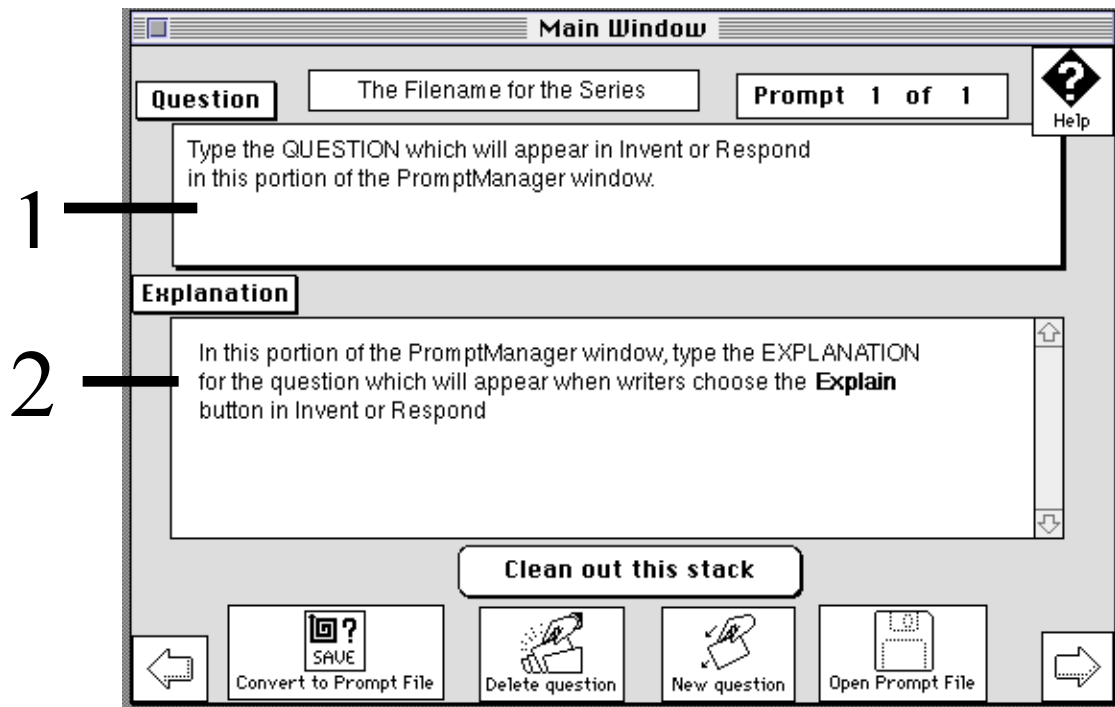 Main Window
The Filename for the Series
Prompt 1 of 1
Help
Question
Type the QUESTION which will appear in Invent or Respond
in this portion of the PromptManager window.
1
Explanation
In this portion of the PromptManager window, type the EXPLANATION
for the question which will appear when writers choose the Explain
button in Invent or Respond
2
Clean out this stack
?
SAVE
Convert to Prompt File
Delete question
New question
Open Prompt File